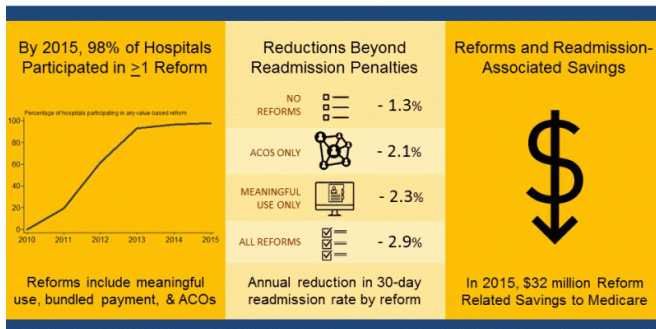 By 2015, 98% of Hospitals
Participated in >1 Reform
Percentage of hospitals participating in any value-based reform
100
80
60
40
20
0
2010
2011
2012
2013
2014
2015
Reforms include meaningful
use, bundled payment, & ACOs
Reductions Beyond
Readmission Penalties
NO
REFORMS
- 1.3%
ACOS ONLY
- 2.1%
MEANINGFUL
USE ONLY
- 2.3%
ALL REFORMS
- 2.9%
Annual reduction in 30-day
readmission rate by reform
Reforms and Readmission-
Associated Savings
$
In 2015, $32 million Reform
Related Savings to Medicare